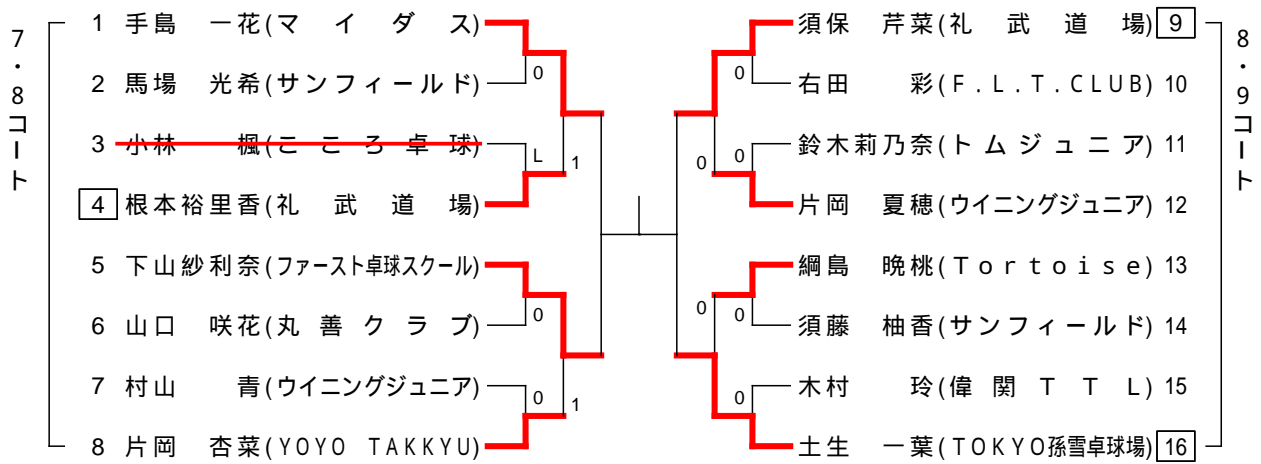 7・8コート
1 手島 一花(マイダス)
2 馬場 光希(サンフィールド)
0
3 小林 楓(こころ卓球)
L
1
4 根本裕里香(礼武道場)
5 下山紗利奈(ファースト卓球スクール)
6 山口 咲花(丸善クラブ)
0
7 村山 青(ウイニングジュニア)
0
1
8 片岡 杏菜(YOYO TAKKYU)
須保 芹菜(礼武道場) 9
0
右田 彩(F.L.T.CLUB) 10
0
0
鈴木莉乃奈(トムジュニア) 11
片岡 夏穂(ウイニングジュニア) 12
綱島 晩桃(Tortoise) 13
0
0
須藤 柚香(サンフィールド) 14
0
木村 玲(偉関TTL) 15
土生 一葉(TOKYO孫雪卓球場) 16
8・9コート